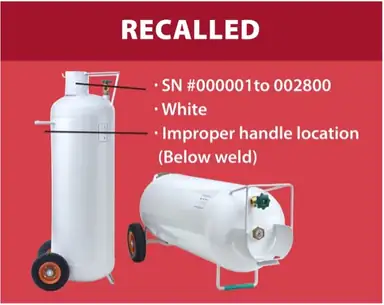 RECALLED
· SN #000001to 002800
· White
· Improper handle location
(Below weld)